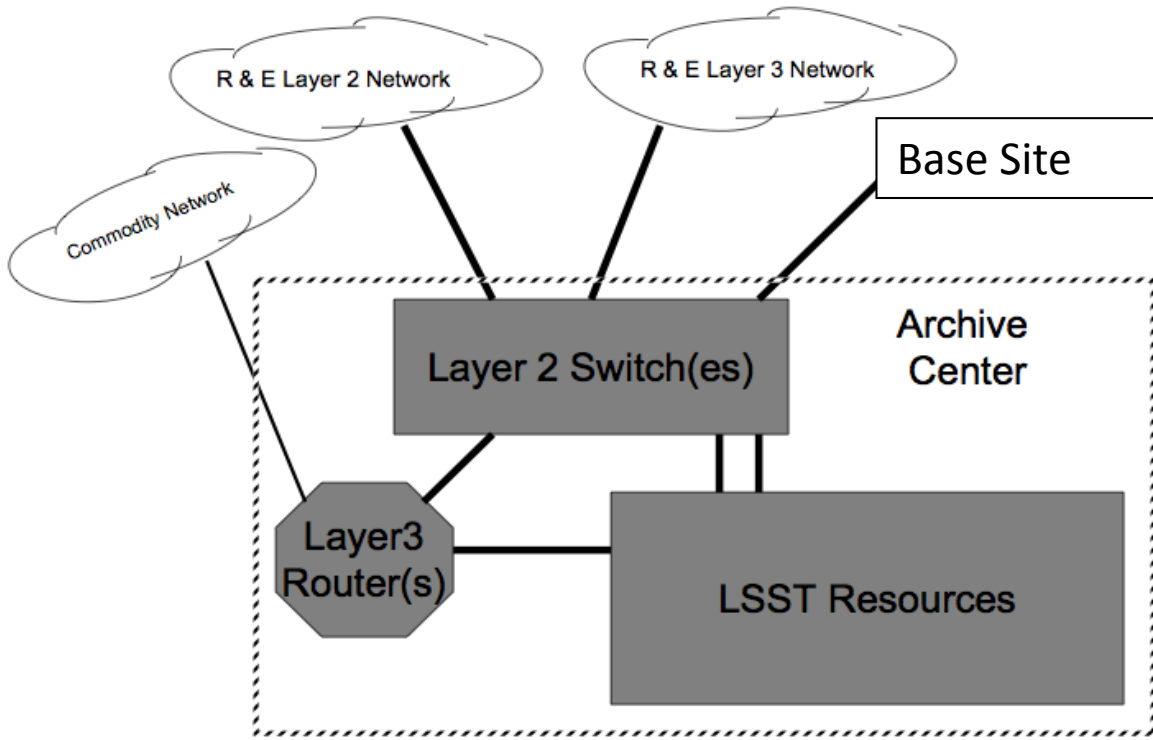 R & E Layer 2 Network
R & E Layer 3 Network
Base Site
Commodity Network
Archive
Center
Layer 2 Switch(es)
Layer3
Router(s)
LSST Resources